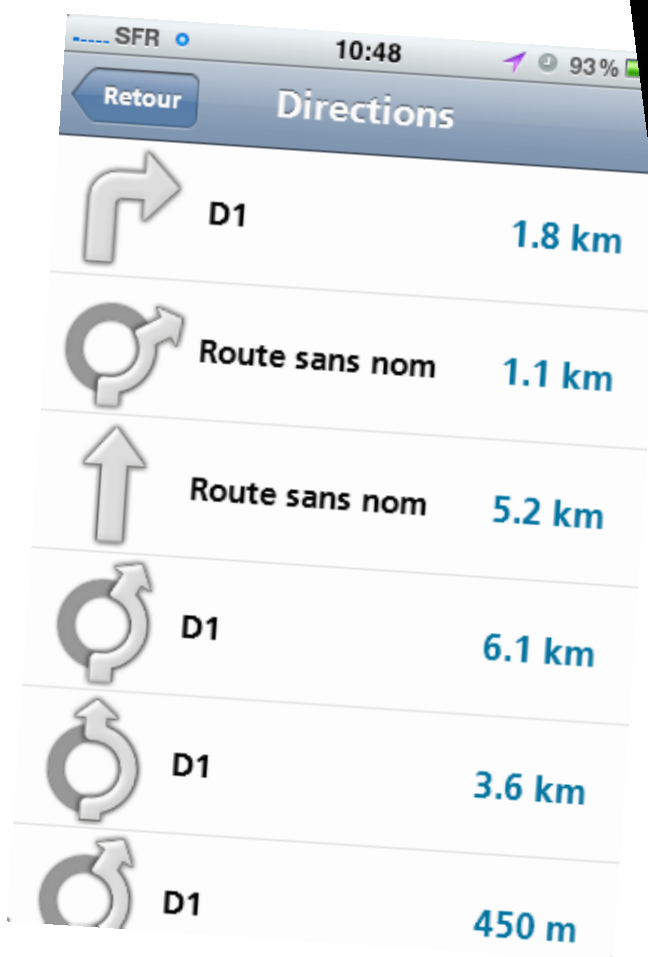 SFR 10:48 93%
Retour Directions
D1 1.8 km
Route sans nom 1.1 km
Route sans nom 5.2 km
D1 6.1 km
D1 3.6 km
D1 450 m